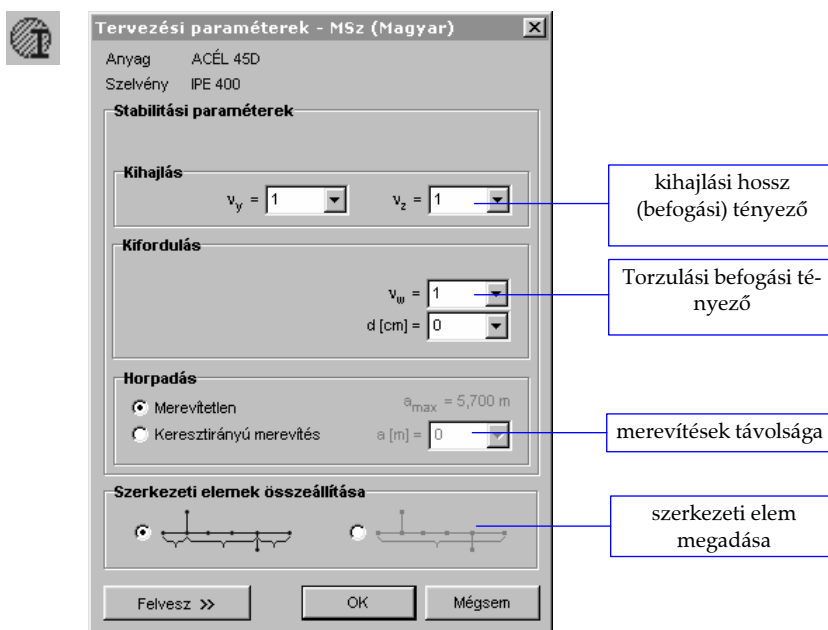 Tervezési paraméterek - MSz (Magyar)
Anyag ACÉL 45D
Szelvény IPE 400
Stabilitási paraméterek
Kihajlás
νy = 1 νz = 1
kihajlási hossz
(befogási) tényező
Kifordulás
νω = 1
d [cm] = 0
Torzulási befogási té-
nyező
Horpadás
Merevítetlen amax = 5,700 m
Keresztirányú merevítés a [m] = 0
merevítések távolsága
Szerkezeti elemek összeállítása
szerkezeti elem
megadása
Felvesz >> OK Mégsem